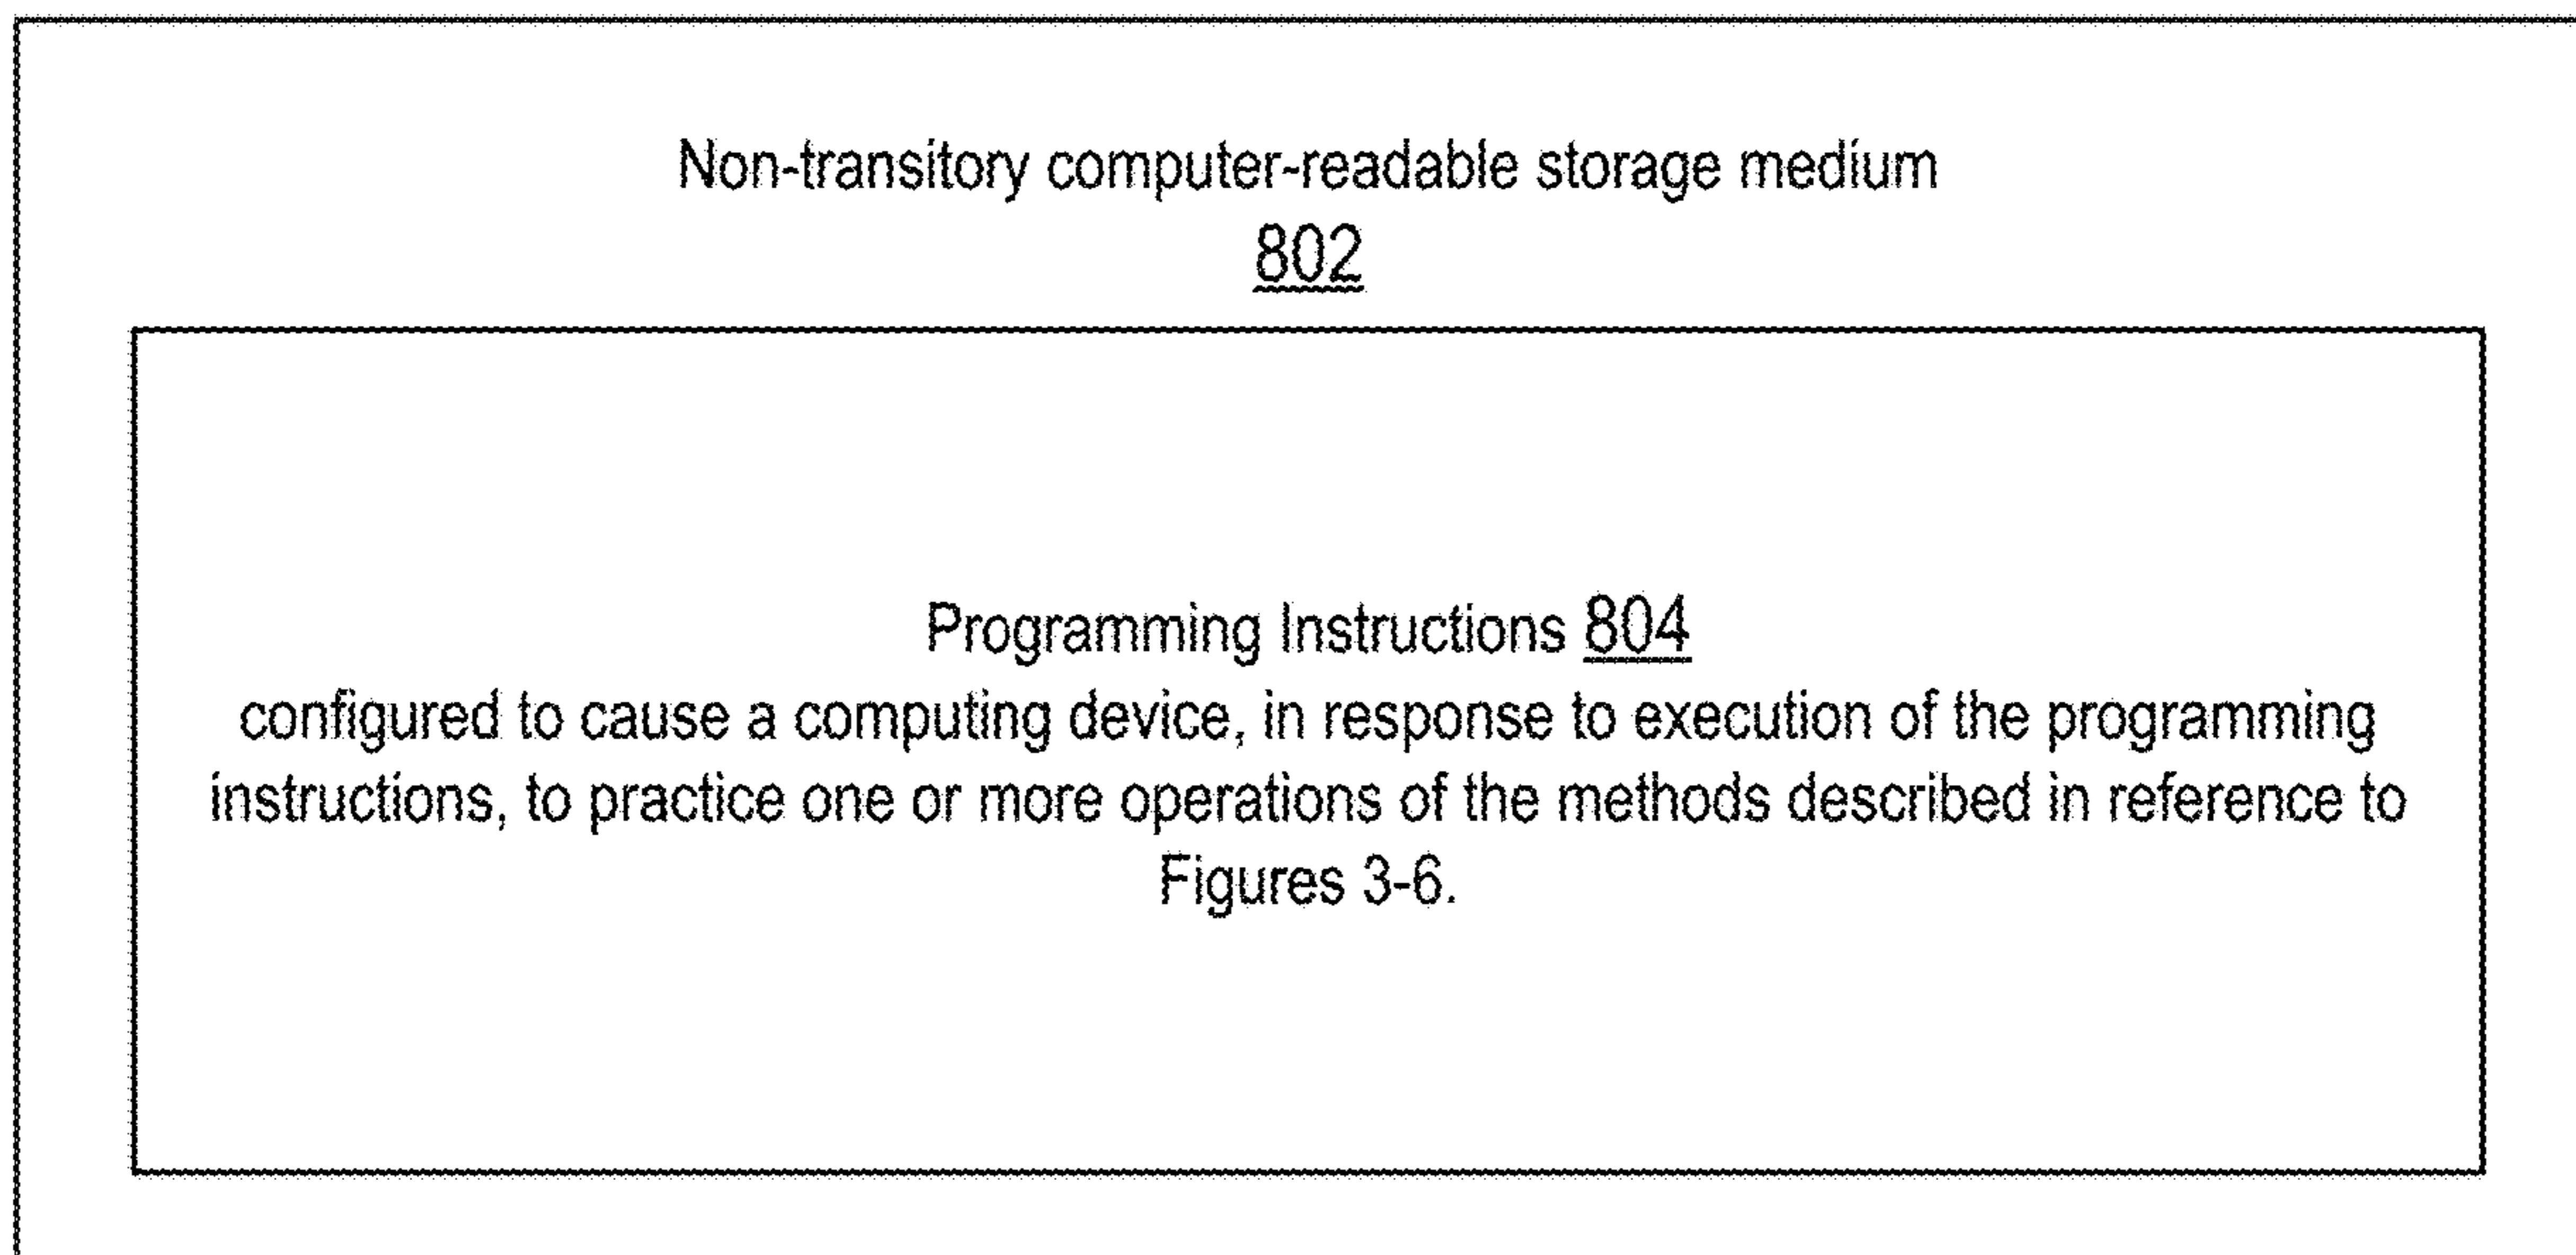 Non-transitory computer-readable storage medium
802
Programming Instructions 804
configured to cause a computing device, in response to execution of the programming
instructions, to practice one or more operations of the methods described in reference to
Figures 3-6.